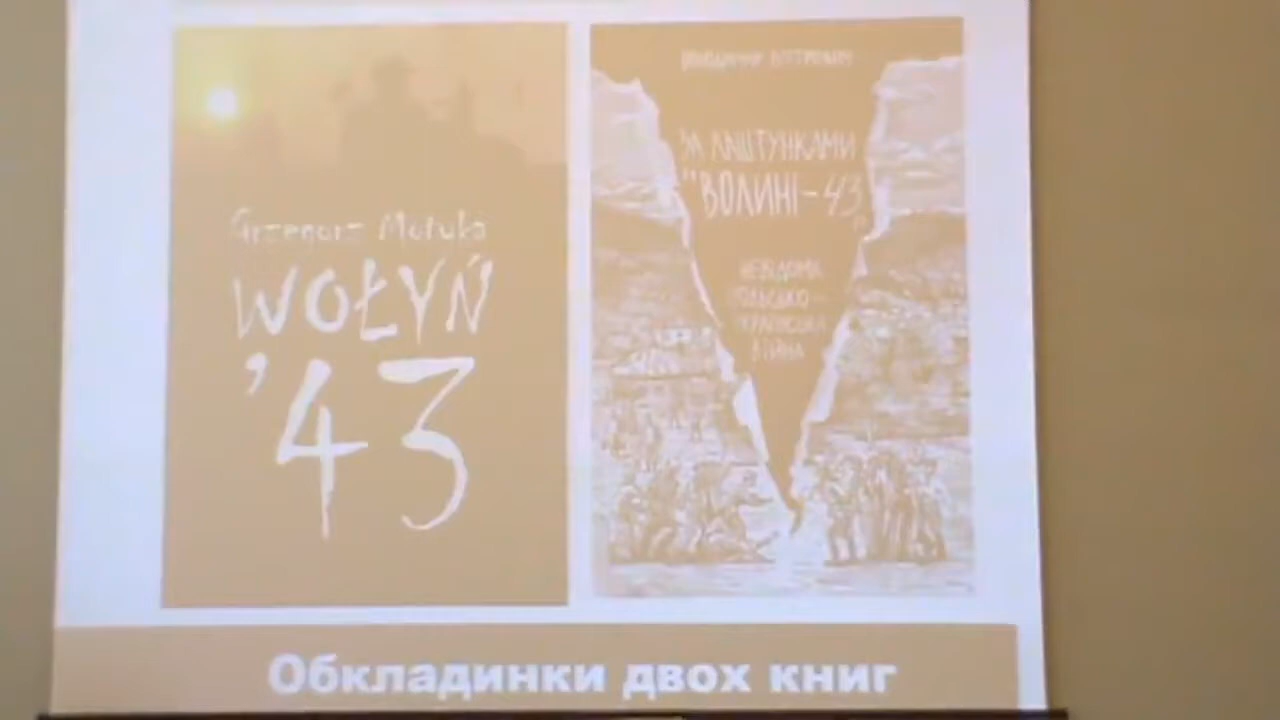 Grzegorz Motyka
WOŁYŃ
'43
ЗА ЛАШТУНКАМИ
"ВОЛИНІ-43"
НЕВІДОМА
ПОЛЬСЬКО-
УКРАЇНСЬКА
ВІЙНА
Обкладинки двох книг